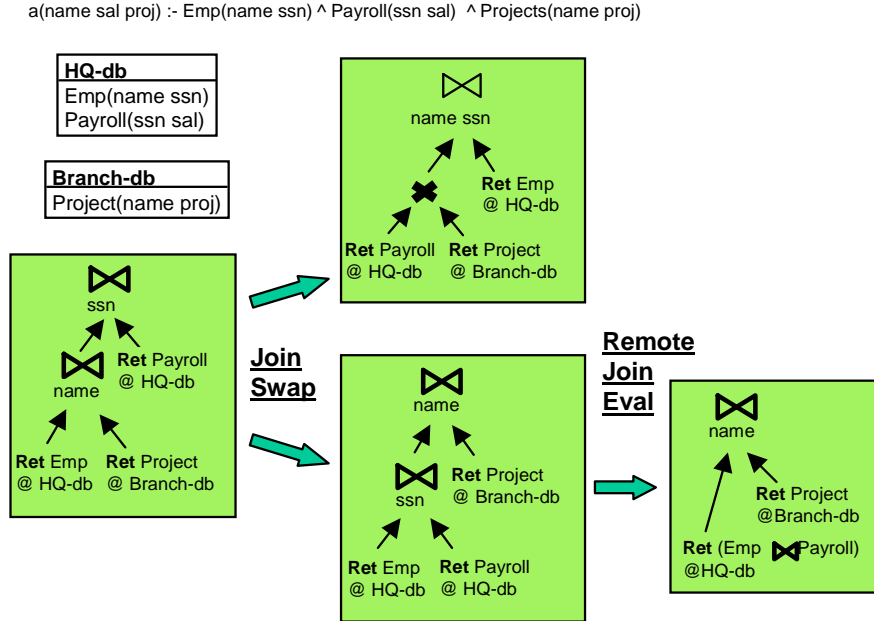 a(name sal proj) :- Emp(name ssn) ^ Payroll(ssn sal) ^ Projects(name proj)
HQ-db
Emp(name ssn)
Payroll(ssn sal)
Branch-db
Project(name proj)
name ssn
Ret Emp
@ HQ-db
Ret Payroll
@ HQ-db
Ret Project
@ Branch-db
ssn
Ret Payroll
@ HQ-db
name
Ret Emp
@ HQ-db
Ret Project
@ Branch-db
Join
Swap
name
Ret Project
@ Branch-db
ssn
Ret Emp
@ HQ-db
Ret Payroll
@ HQ-db
Remote
Join
Eval
name
Ret Project
@Branch-db
Ret (Emp ⋈ Payroll)
@HQ-db